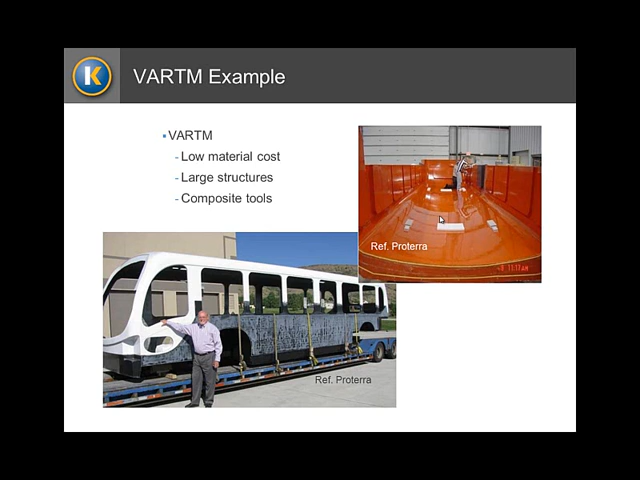 K
VARTM Example
VARTM
- Low material cost
- Large structures
- Composite tools
Ref. Proterra
Ref. Proterra